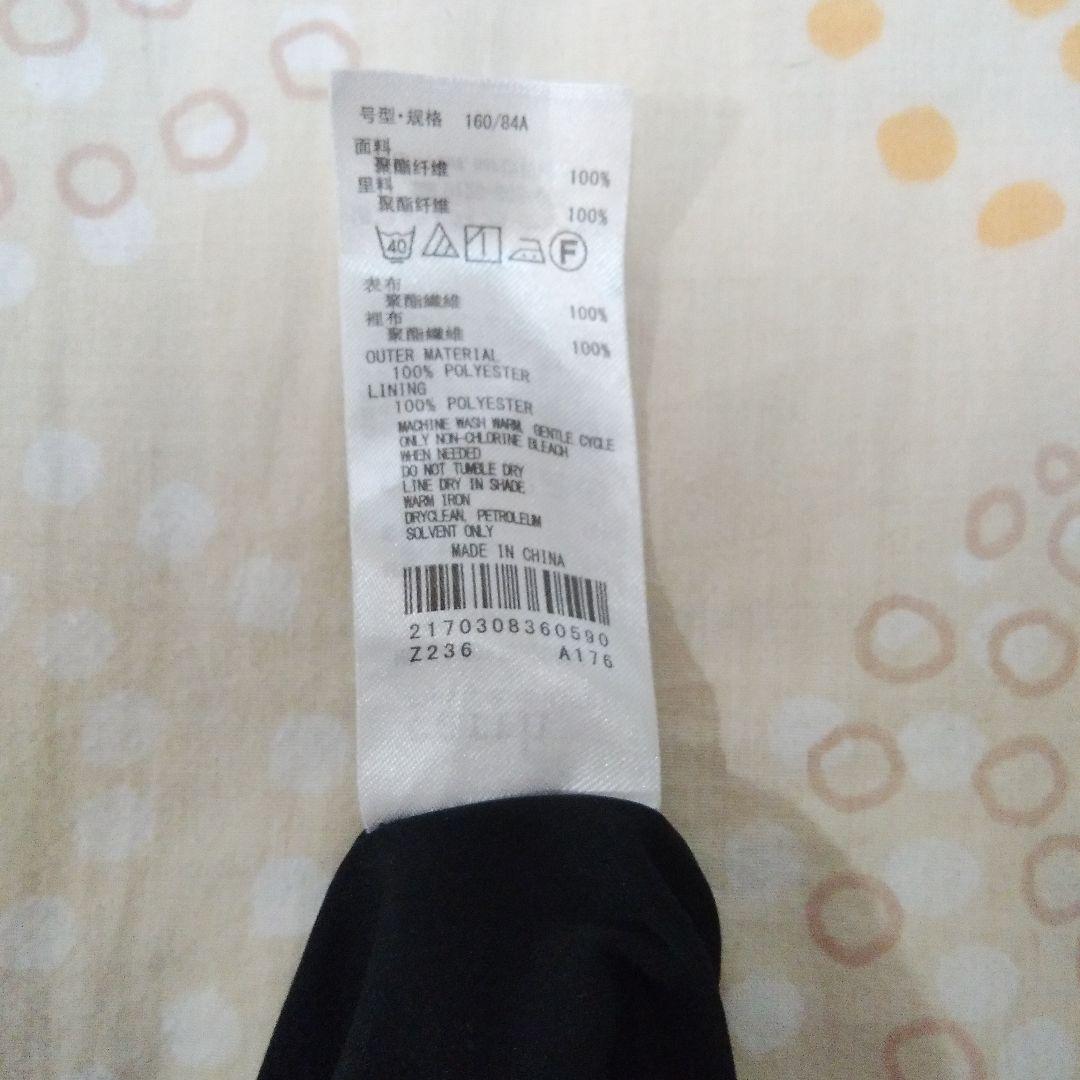 号型·规格 160/84A
面料
聚酯纤维 100%
里料
聚酯纤维 100%
40 F
表布
聚酯纖維 100%
裡布
聚酯纖維 100%
OUTER MATERIAL
100% POLYESTER
LINING
100% POLYESTER
MACHINE WASH WARM, GENTLE CYCLE
ONLY NON-CHLORINE BLEACH
WHEN NEEDED
DO NOT TUMBLE DRY
LINE DRY IN SHADE
WARM IRON
DRYCLEAN, PETROLEUM
SOLVENT ONLY
MADE IN CHINA
2170308360590
Z236 A176